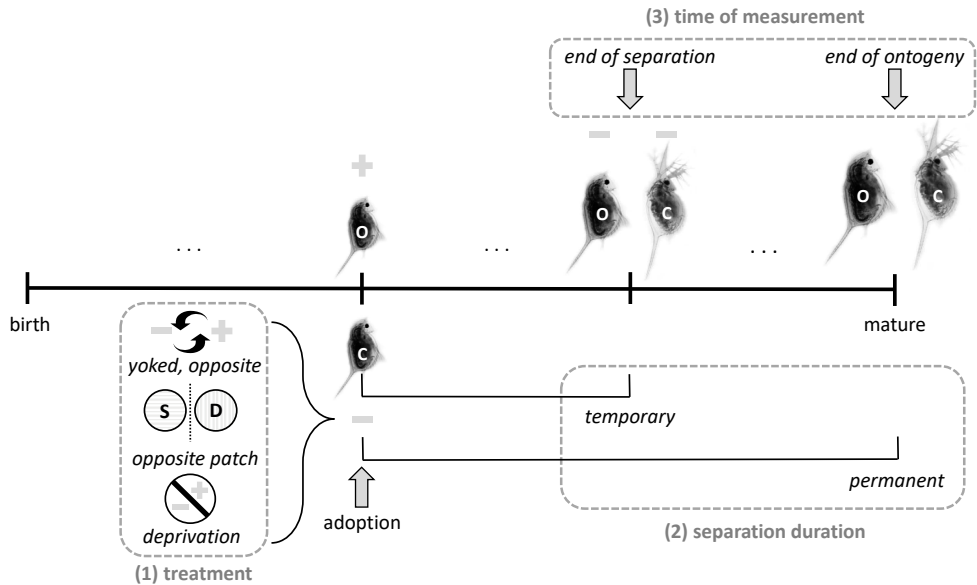 (3) time of measurement
end of separation
end of ontogeny
O
C
O
C
O
. . .
. . .
. . .
birth
mature
C
yoked, opposite
S
D
opposite patch
deprivation
(1) treatment
adoption
temporary
permanent
(2) separation duration